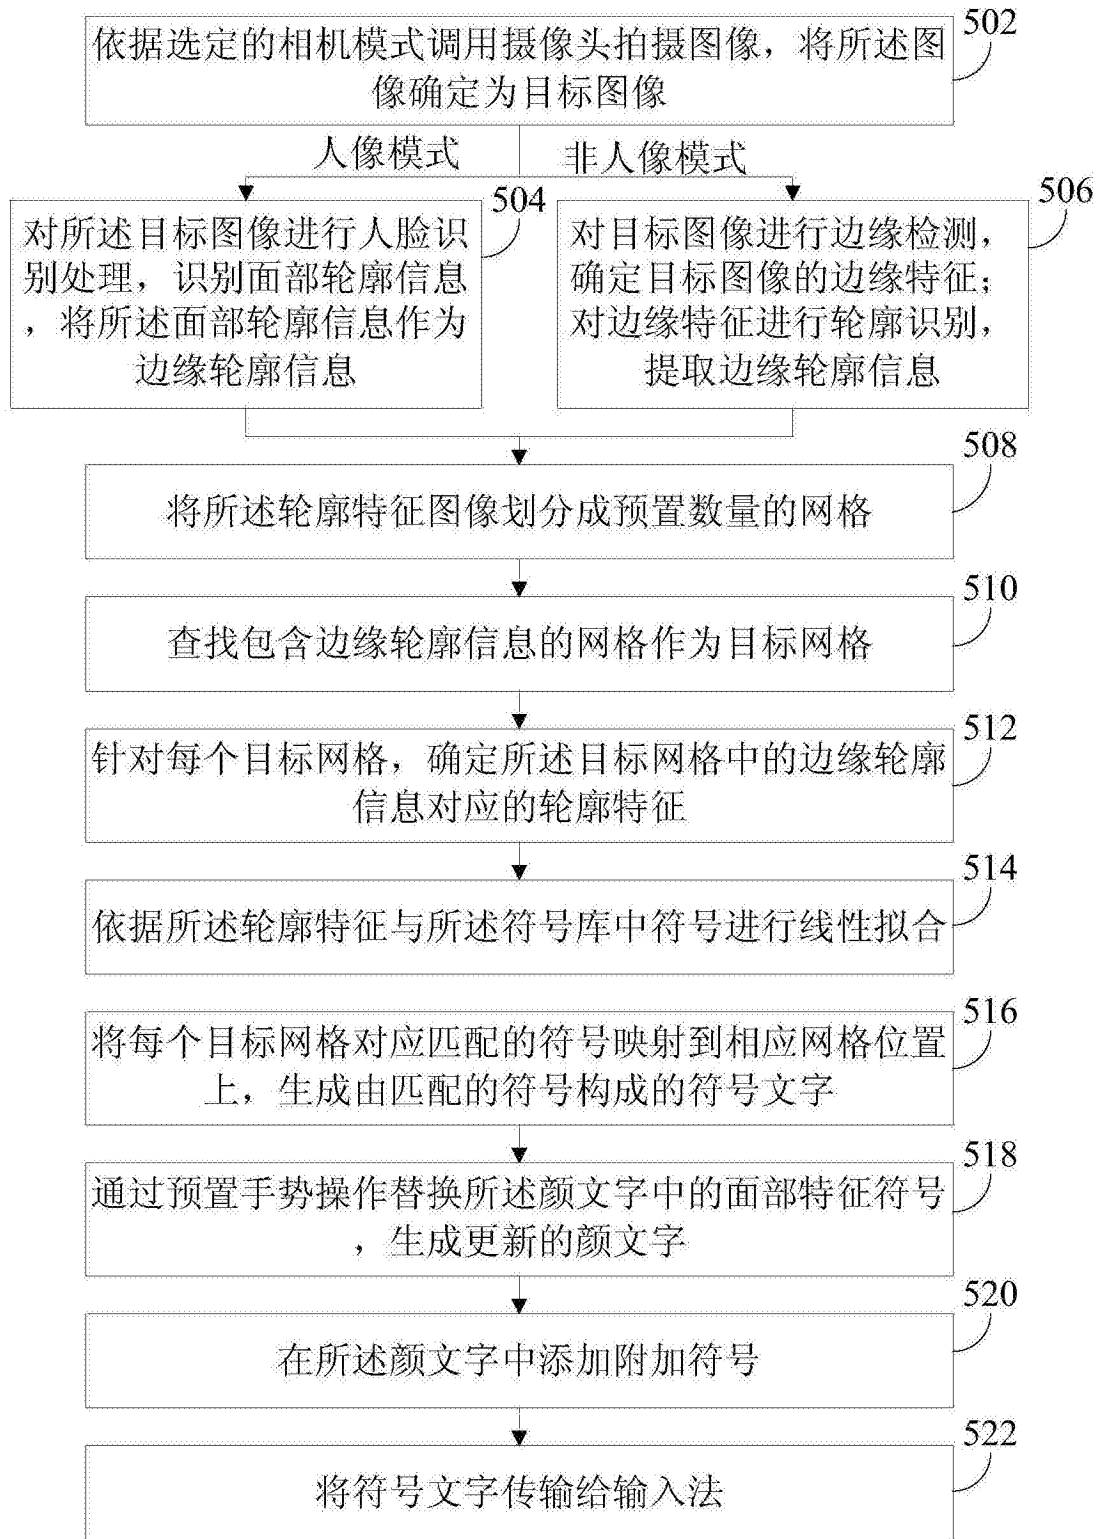 502
依据选定的相机模式调用摄像头拍摄图像，将所述图
像确定为目标图像
人像模式
非人像模式
504
对所述目标图像进行人脸识
别处理，识别面部轮廓信息
，将所述面部轮廓信息作为
边缘轮廓信息
506
对目标图像进行边缘检测，
确定目标图像的边缘特征；
对边缘特征进行轮廓识别，
提取边缘轮廓信息
508
将所述轮廓特征图像划分成预置数量的网格
510
查找包含边缘轮廓信息的网格作为目标网格
512
针对每个目标网格，确定所述目标网格中的边缘轮廓
信息对应的轮廓特征
514
依据所述轮廓特征与所述符号库中符号进行线性拟合
516
将每个目标网格对应匹配的符号映射到相应网格位置
上，生成由匹配的符号构成的符号文字
518
通过预置手势操作替换所述颜文字中的面部特征符号
，生成更新的颜文字
520
在所述颜文字中添加附加符号
522
将符号文字传输给输入法